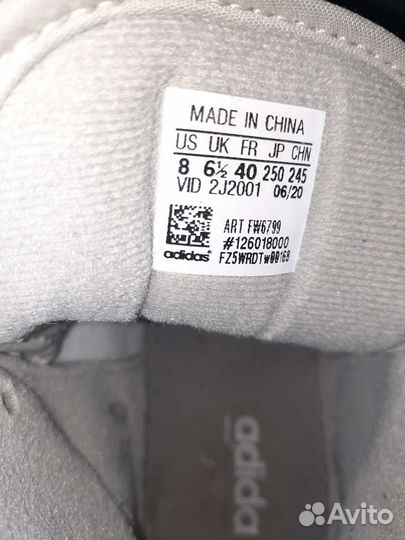 MADE IN CHINA
US UK FR JP CHN
8 6½ 40 250 245
VID 2J2001 06/20
ART FW6799
#126018000
adidas FZ5WRDTw00168
adidas
Avito